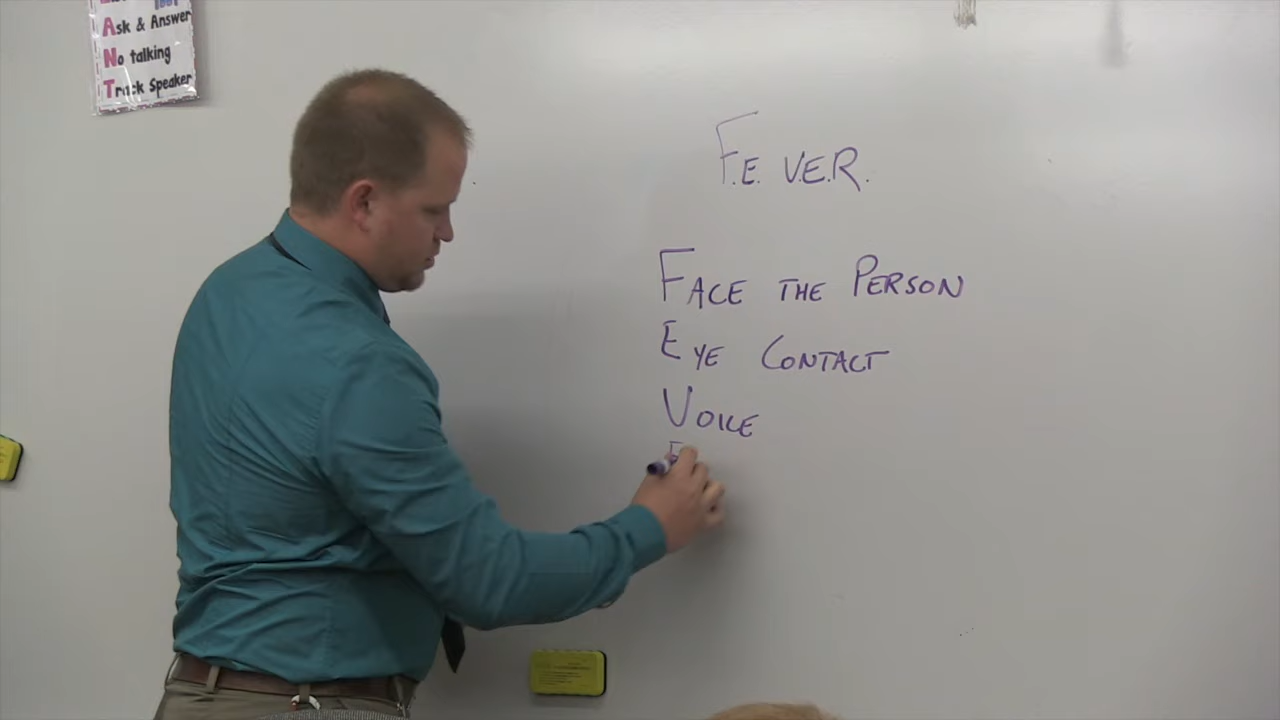 Ask & Answer
No talking
Track Speaker
F.E.V.E.R.
FACE THE PERSON
EYE CONTACT
VOICE
E